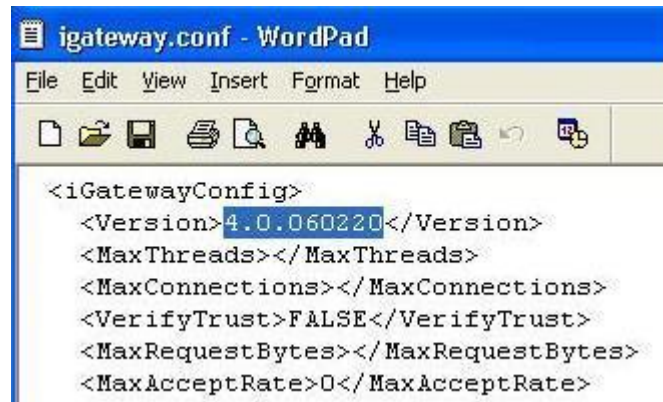 igateway.conf - WordPad
File Edit View Insert Format Help
<iGatewayConfig>
<Version>4.0.060220</Version>
<MaxThreads></MaxThreads>
<MaxConnections></MaxConnections>
<VerifyTrust>FALSE</VerifyTrust>
<MaxRequestBytes></MaxRequestBytes>
<MaxAcceptRate>0</MaxAcceptRate>